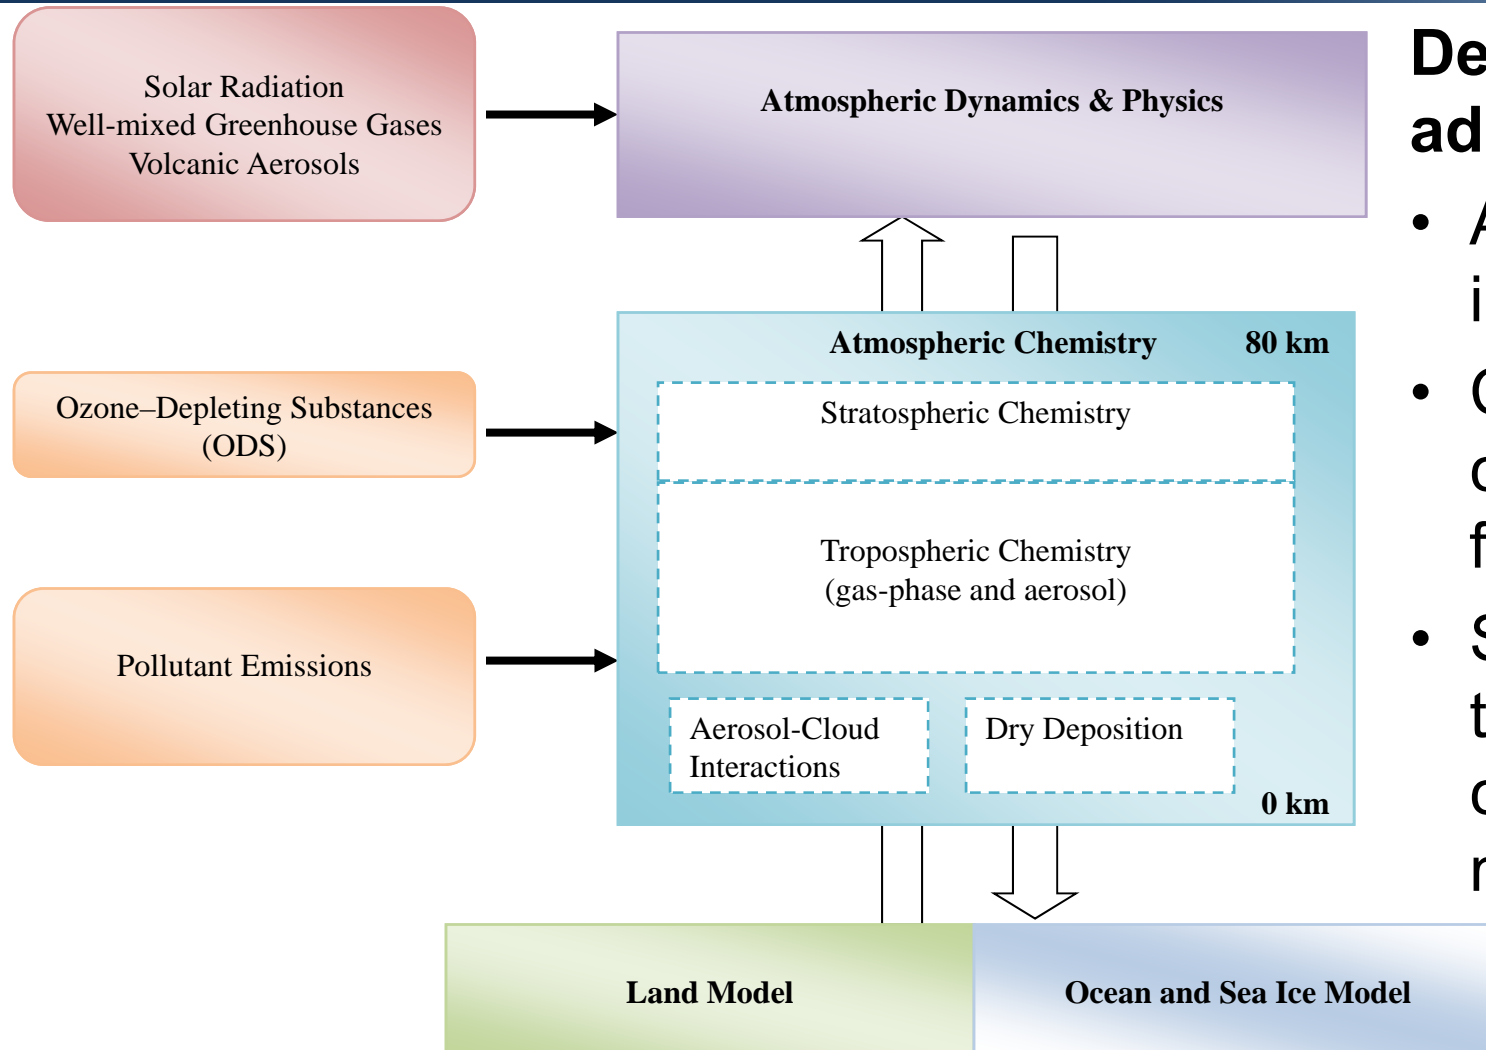 Solar Radiation
Well-mixed Greenhouse Gases
Volcanic Aerosols
Atmospheric Dynamics & Physics
Ozone–Depleting Substances
(ODS)
Atmospheric Chemistry 80 km
Stratospheric Chemistry
Tropospheric Chemistry
(gas-phase and aerosol)
Pollutant Emissions
Aerosol-Cloud
Interactions
Dry Deposition
0 km
Land Model
Ocean and Sea Ice Model